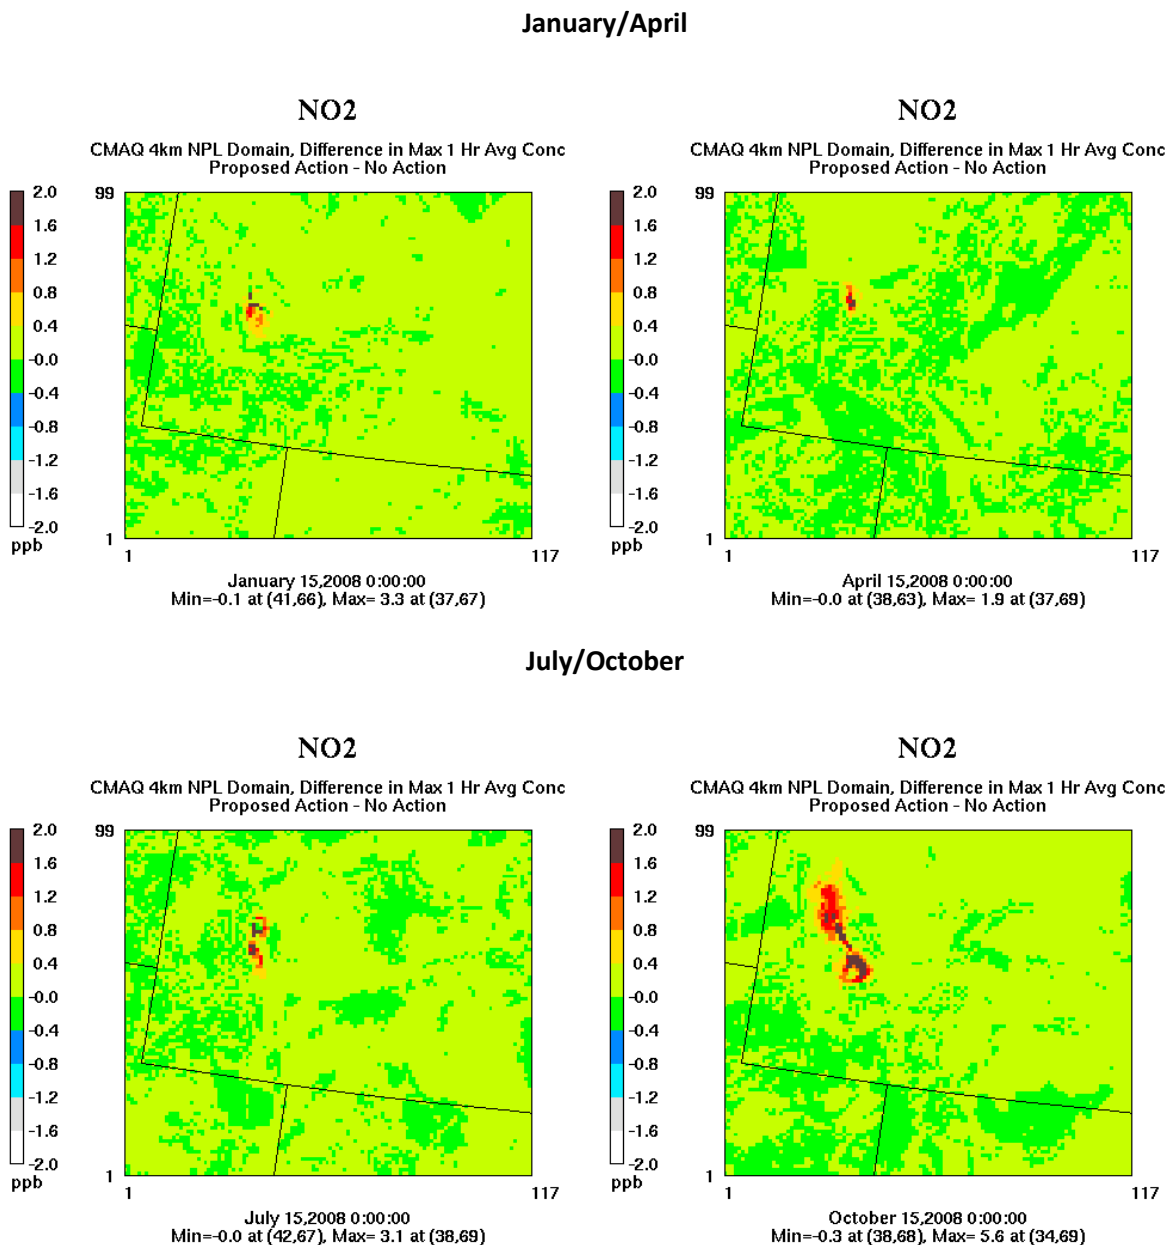 January/April
NO2
CMAQ 4km NPL Domain, Difference in Max 1 Hr Avg Conc
Proposed Action - No Action
2.0
1.6
1.2
0.8
0.4
-0.0
-0.4
-0.8
-1.2
-1.6
-2.0
ppb
99
1
1
117
January 15,2008 0:00:00
Min=-0.1 at (41,66), Max= 3.3 at (37,67)
NO2
CMAQ 4km NPL Domain, Difference in Max 1 Hr Avg Conc
Proposed Action - No Action
2.0
1.6
1.2
0.8
0.4
-0.0
-0.4
-0.8
-1.2
-1.6
-2.0
ppb
99
1
1
117
April 15,2008 0:00:00
Min=-0.0 at (38,63), Max= 1.9 at (37,69)
July/October
NO2
CMAQ 4km NPL Domain, Difference in Max 1 Hr Avg Conc
Proposed Action - No Action
2.0
1.6
1.2
0.8
0.4
-0.0
-0.4
-0.8
-1.2
-1.6
-2.0
ppb
99
1
1
117
July 15,2008 0:00:00
Min=-0.0 at (42,67), Max= 3.1 at (38,69)
NO2
CMAQ 4km NPL Domain, Difference in Max 1 Hr Avg Conc
Proposed Action - No Action
2.0
1.6
1.2
0.8
0.4
-0.0
-0.4
-0.8
-1.2
-1.6
-2.0
ppb
99
1
1
117
October 15,2008 0:00:00
Min=-0.3 at (38,68), Max= 5.6 at (34,69)